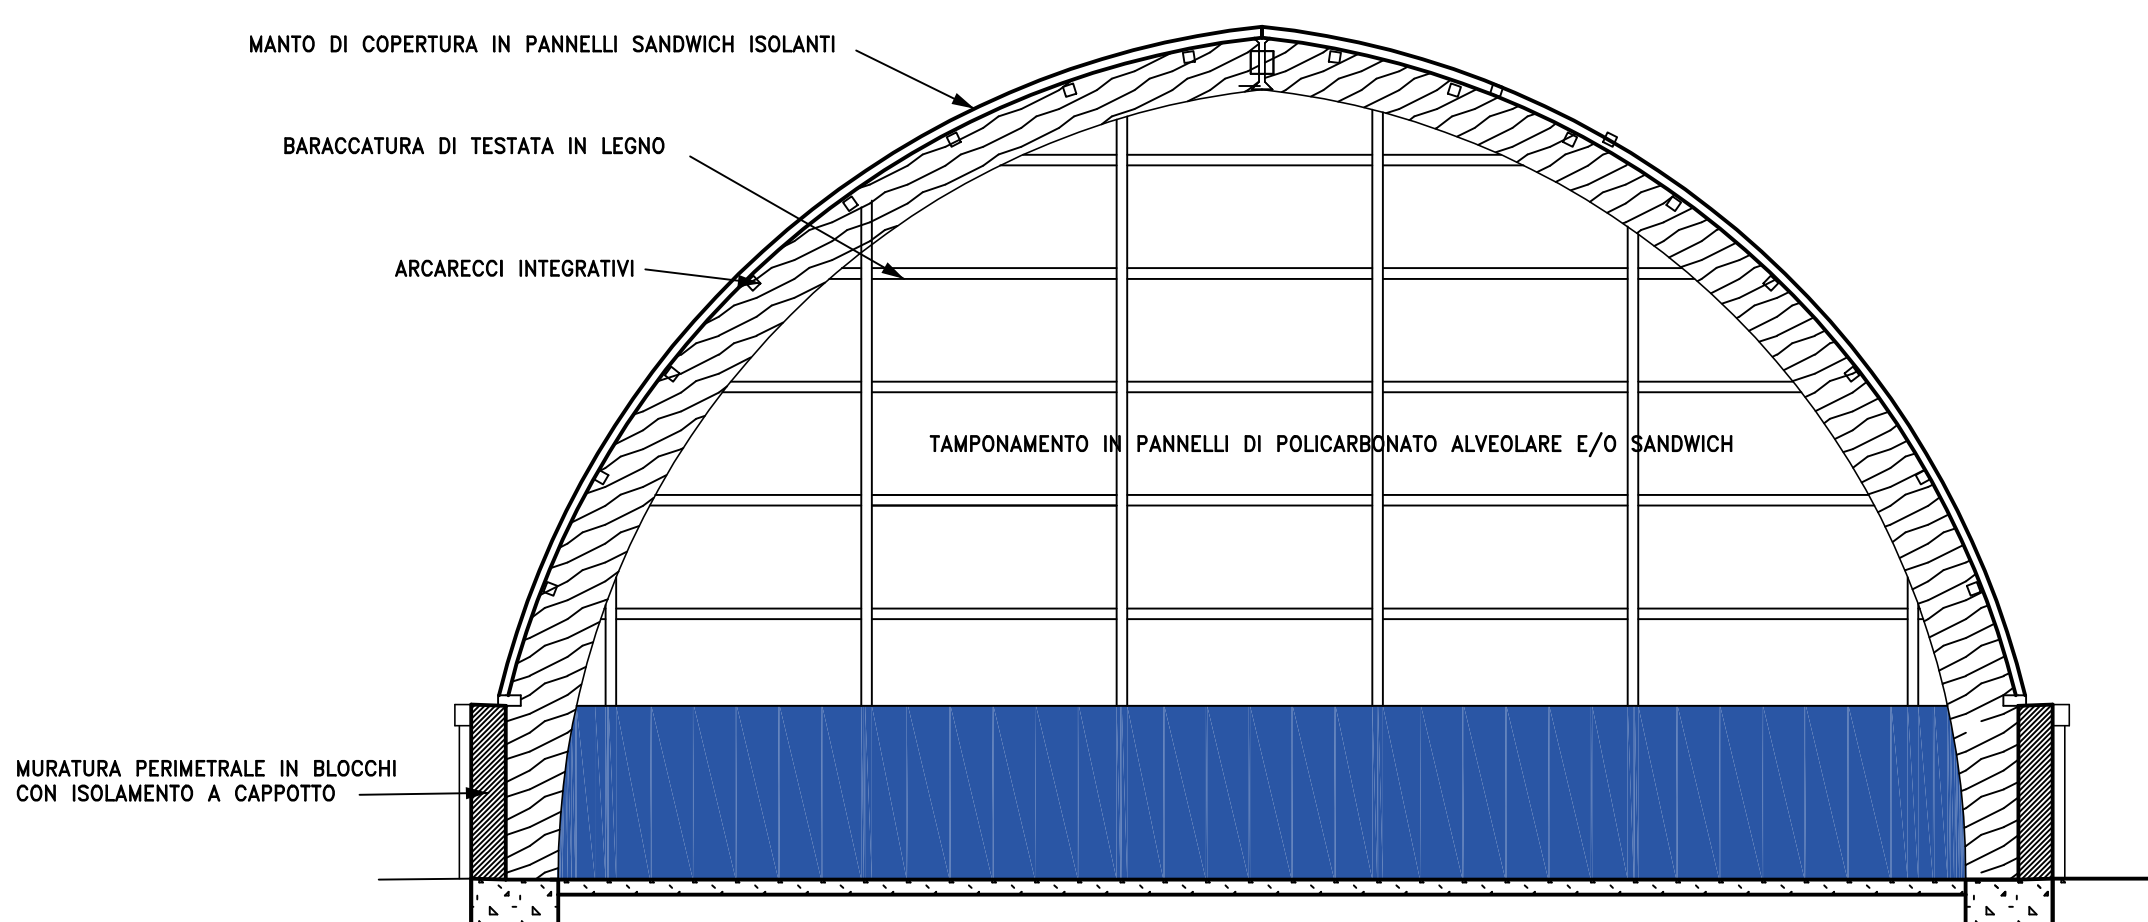 MANTO DI COPERTURA IN PANNELLI SANDWICH ISOLANTI
BARACCATURA DI TESTATA IN LEGNO
ARCARECCI INTEGRATIVI
TAMPONAMENTO IN PANNELLI DI POLICARBONATO ALVEOLARE E/O SANDWICH
MURATURA PERIMETRALE IN BLOCCHI
CON ISOLAMENTO A CAPPOTTO